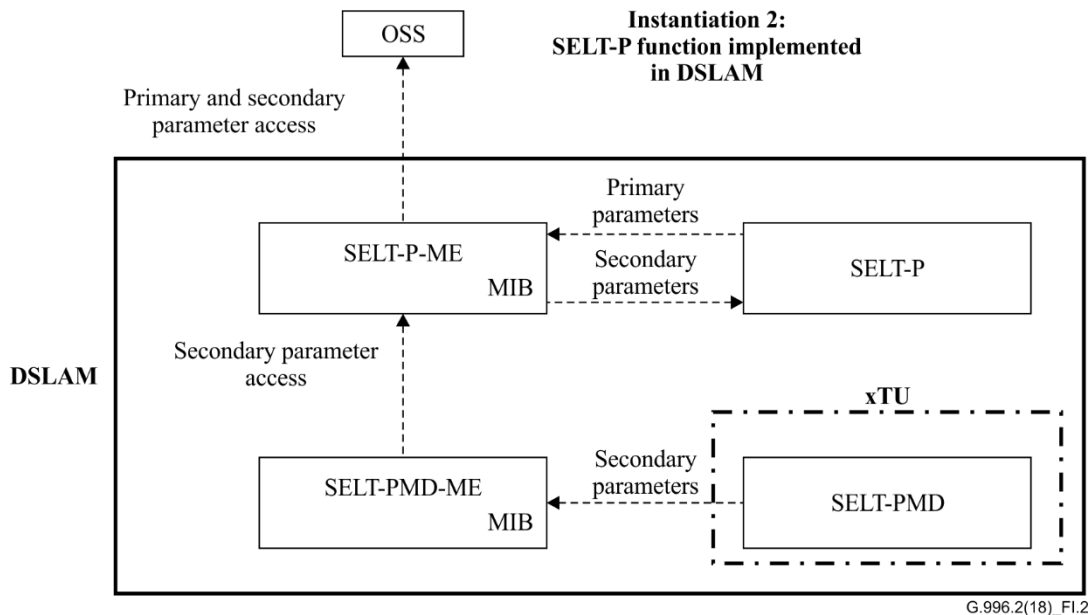 OSS
Instantiation 2:
SELT-P function implemented
in DSLAM
Primary and secondary
parameter access
Primary
parameters
SELT-P-ME
MIB
Secondary
parameters
SELT-P
Secondary parameter
access
DSLAM
xTU
SELT-PMD-ME
MIB
Secondary
parameters
SELT-PMD
G.996.2(18)_FI.2